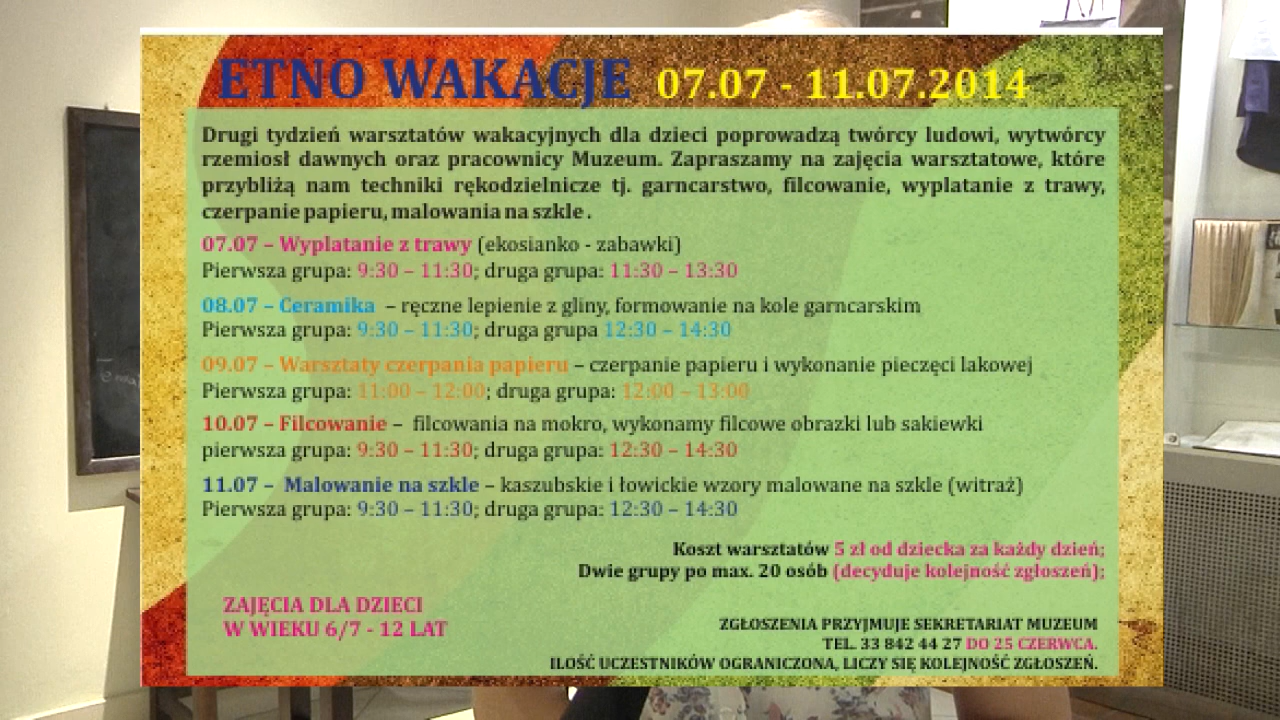 ETNO WAKACJE 07.07 - 11.07.2014
Drugi tydzień warsztatów wakacyjnych dla dzieci poprowadzą twórcy ludowi, wytwórcy
rzemiosł dawnych oraz pracownicy Muzeum. Zapraszamy na zajęcia warsztatowe, które
przybliżą nam techniki rękodzielnicze tj. garncarstwo, filcowanie, wyplatanie z trawy,
czerpanie papieru, malowania na szkle.
07.07 – Wyplatanie z trawy (ekosianko - zabawki)
Pierwsza grupa: 9:30 – 11:30; druga grupa: 11:30 – 13:30
08.07 – Ceramika – ręczne lepienie z gliny, formowanie na kole garncarskim
Pierwsza grupa: 9:30 – 11:30; druga grupa 12:30 – 14:30
09.07 – Warsztaty czerpania papieru – czerpanie papieru i wykonanie pieczęci lakowej
Pierwsza grupa: 11:00 – 12:00; druga grupa: 12:00 – 13:00
10.07 – Filcowanie – filcowania na mokro, wykonamy filcowe obrazki lub sakiewki
pierwsza grupa: 9:30 – 11:30; druga grupa: 12:30 – 14:30
11.07 – Malowanie na szkle – kaszubskie i łowickie wzory malowane na szkle (witraż)
Pierwsza grupa: 9:30 – 11:30; druga grupa: 12:30 – 14:30
Koszt warsztatów 5 zł od dziecka za każdy dzień;
Dwie grupy po max. 20 osób (decyduje kolejność zgłoszeń);
ZAJĘCIA DLA DZIECI
W WIEKU 6/7 - 12 LAT
ZGŁOSZENIA PRZYJMUJE SEKRETARIAT MUZEUM
TEL. 33 842 44 27 DO 25 CZERWCA.
ILOŚĆ UCZESTNIKÓW OGRANICZONA, LICZY SIĘ KOLEJNOŚĆ ZGŁOSZEŃ.